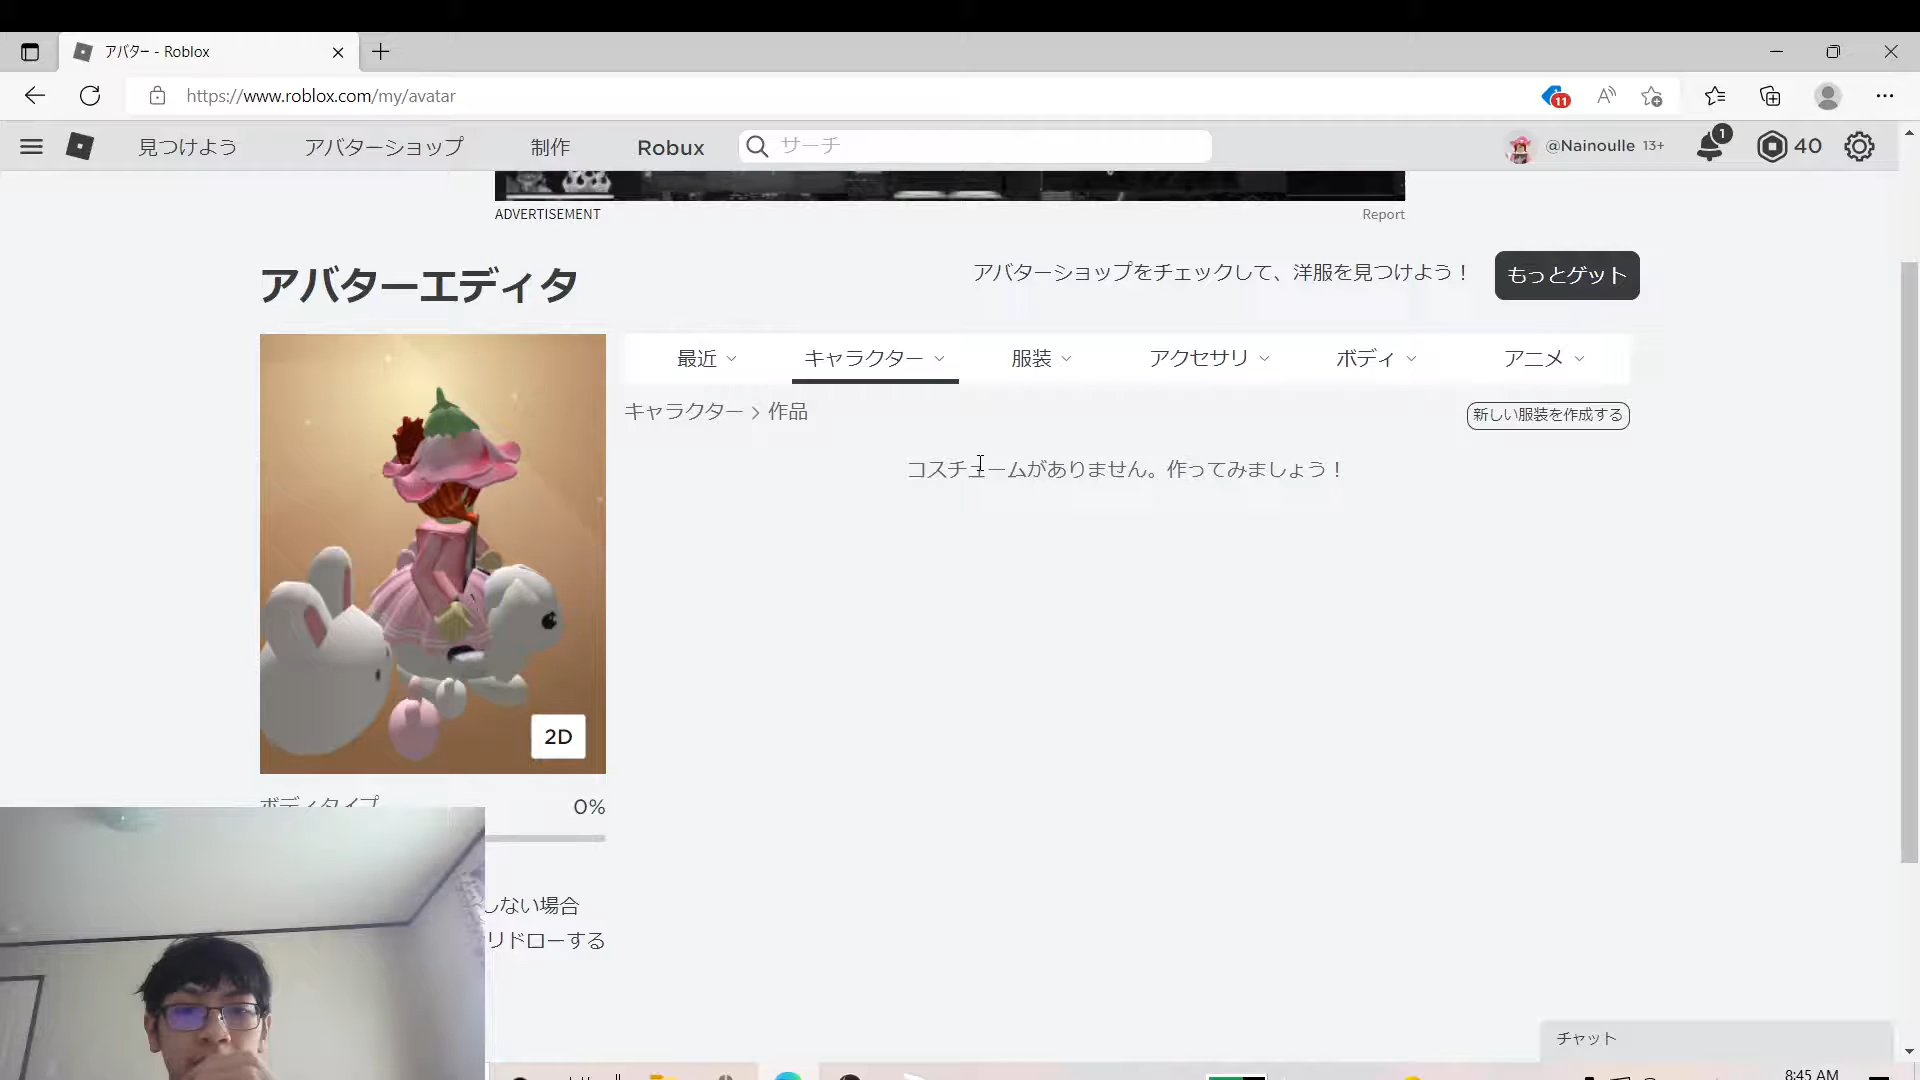 アバター - Roblox
https://www.roblox.com/my/avatar
11
見つけよう
アバターショップ
制作
Robux
サーチ
@Nainoulle 13+
1
40
ADVERTISEMENT
Report
アバターエディタ
アバターショップをチェックして、洋服を見つけよう！
もっとゲット
最近
キャラクター
服装
アクセサリ
ボディ
アニメ
キャラクター > 作品
新しい服装を作成する
コスチュームがありません。作ってみましょう！
2D
ボディタイプ
0%
しない場合
リドローする
チャット
8:45 AM